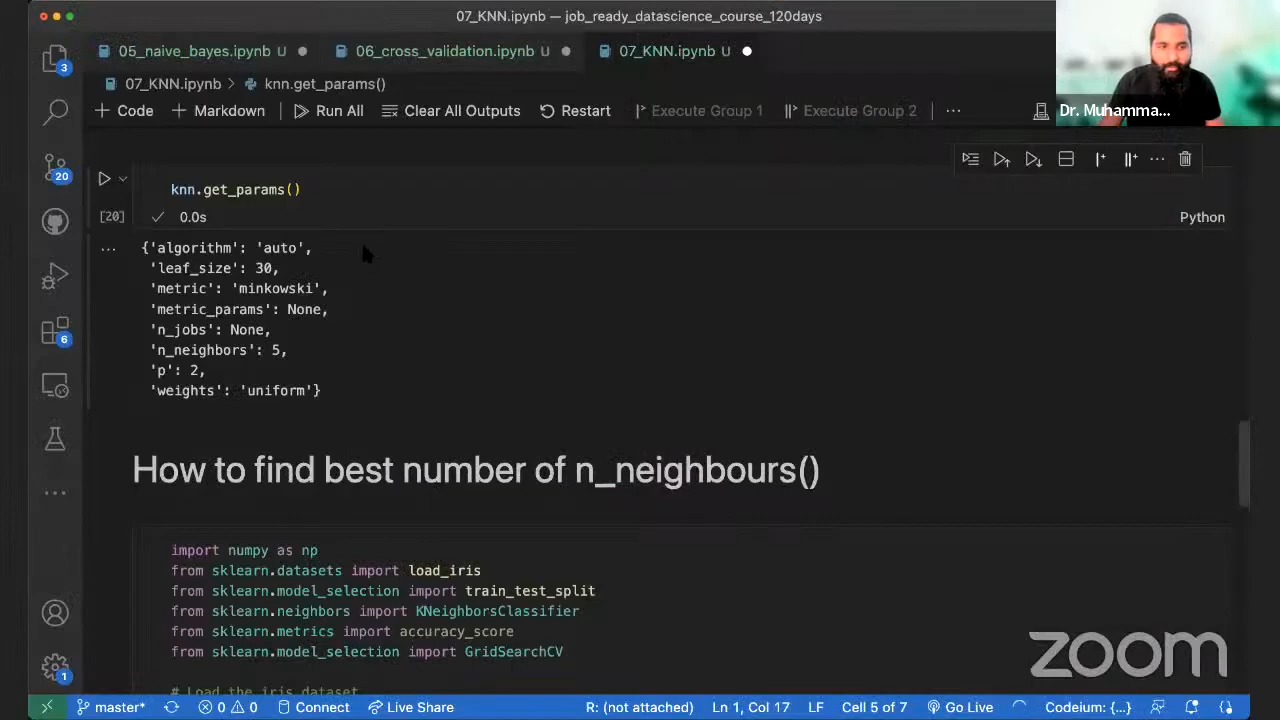 07_KNN.ipynb — job_ready_datascience_course_120days
05_naive_bayes.ipynb U
06_cross_validation.ipynb U
07_KNN.ipynb U
07_KNN.ipynb > knn.get_params()
+ Code + Markdown Run All Clear All Outputs Restart Execute Group 1 Execute Group 2 ...
Dr. Muhamma...
3
20
6
1
knn.get_params()
[20] ✓ 0.0s
Python
{'algorithm': 'auto',
'leaf_size': 30,
'metric': 'minkowski',
'metric_params': None,
'n_jobs': None,
'n_neighbors': 5,
'p': 2,
'weights': 'uniform'}
How to find best number of n_neighbours()
import numpy as np
from sklearn.datasets import load_iris
from sklearn.model_selection import train_test_split
from sklearn.neighbors import KNeighborsClassifier
from sklearn.metrics import accuracy_score
from sklearn.model_selection import GridSearchCV
# Load the iris dataset
zoom
master* 0 0 Connect Live Share R: (not attached) Ln 1, Col 17 LF Cell 5 of 7 Go Live Codeium: {...}